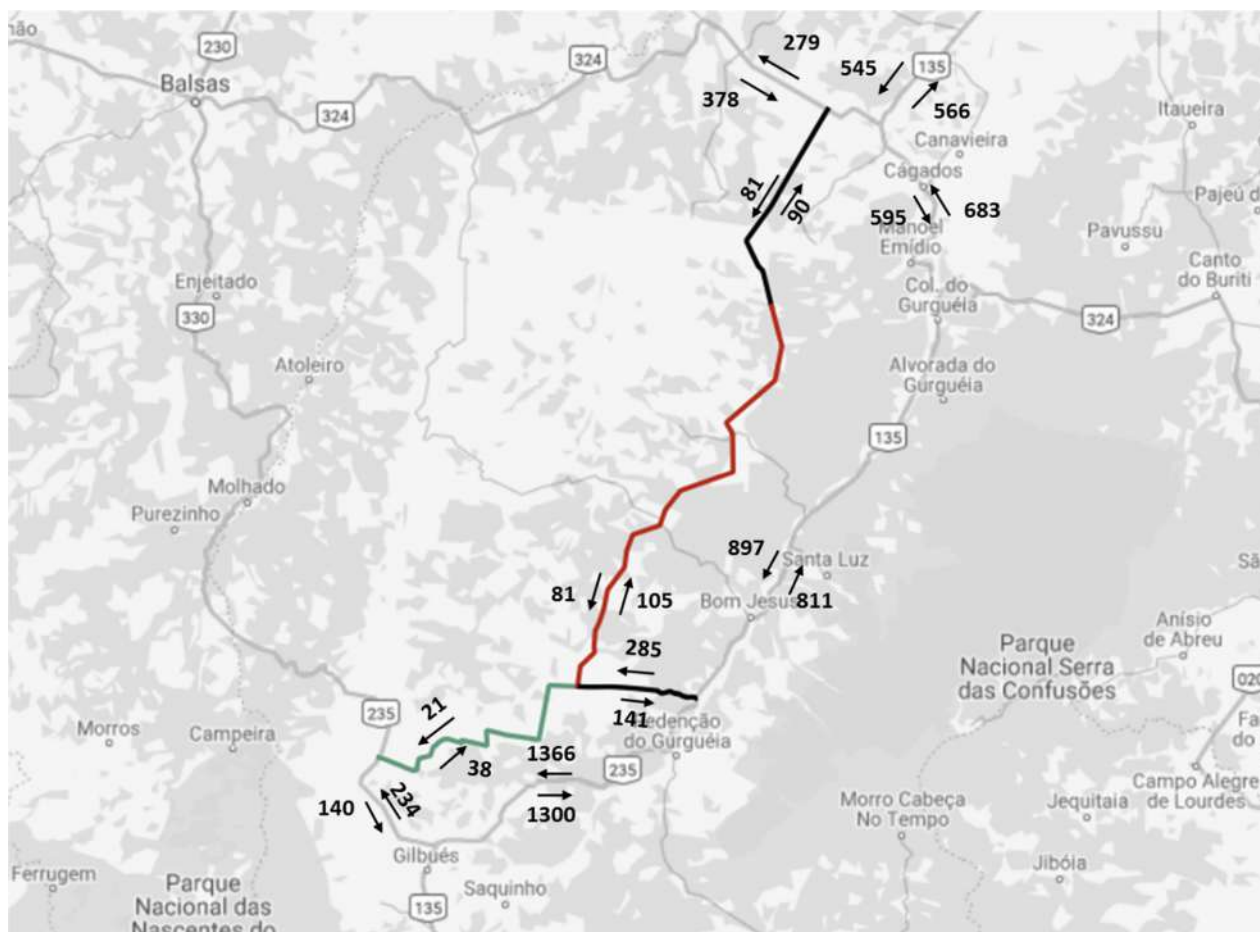 não
230
Balsas
324
324
279
378
545
135
566
Itaueira
Canavieira
Cágados
81
90
595
683
Manoel
Emídio
Pavussu
Pajeú d
Canto
do Buriti
Enjeitado
330
Col. do
Gurguéia
324
Atoleiro
Alvorada do
Gurguéia
135
Molhado
Purezinho
897
Santa Luz
811
81
105
Bom Jesus
Sã
Anísio
de Abreu
285
141
Parque
Nacional Serra
das Confusões
020
235
21
38
Redenção
do Gurguéia
Fa
do
Morros
Campeira
1366
235
1300
Campo Alegre
de Lourdes
140
234
Morro Cabeça
No Tempo
Jequitaia
Gilbués
Jibóia
Ferrugem
Parque
Nacional das
Nascentes do
Saquinho
135